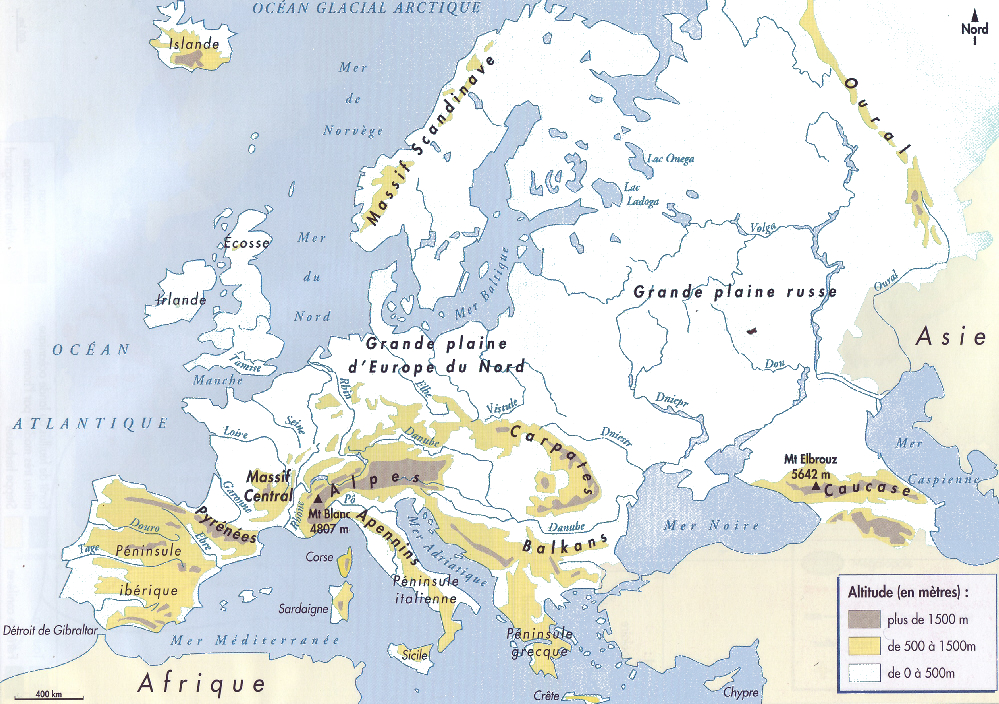 OCÉAN GLACIAL ARCTIQUE
Nord
Islande
Mer
de
Norvège
Massif Scandinave
Oural
Lac Onega
Lac
Ladoga
Volga
Écosse
Mer
du
Nord
Irlande
Mer Baltique
Oural
Grande plaine russe
Asie
OCÉAN
ATLANTIQUE
Tamise
Manche
Grande plaine
d'Europe du Nord
Rhin
Elbe
Vistule
Don
Dniepr
Dniestr
Seine
Loire
Danube
Carpates
Mer
Caspienne
Mt Elbrouz
5642 m
Caucase
Massif
Central
Garonne
Rhône
Alpes
Mt Blanc
4807 m
Pô
Apennins
Danube
Mer Noire
Balkans
Mer Adriatique
Pyrénées
Douro
Ebre
Tage
Péninsule
ibérique
Corse
Sardaigne
Péninsule
italienne
Péninsule
grecque
Sicile
Crête
Chypre
Détroit de Gibraltar
Mer Méditerranée
Afrique
400 km
Altitude (en mètres) :
plus de 1500 m
de 500 à 1500m
de 0 à 500m